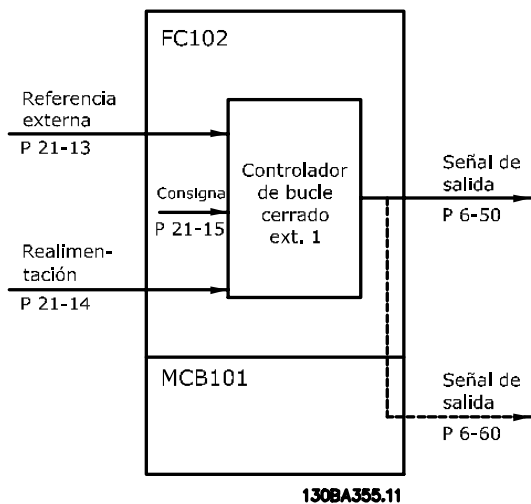 FC102
Referencia
externa
P 21-13
Controlador
de bucle
cerrado
ext. 1
Consigna
P 21-15
Señal de
salida
P 6-50
Realimen-
tación
P 21-14
MCB101
Señal de
salida
P 6-60
130BA355.11